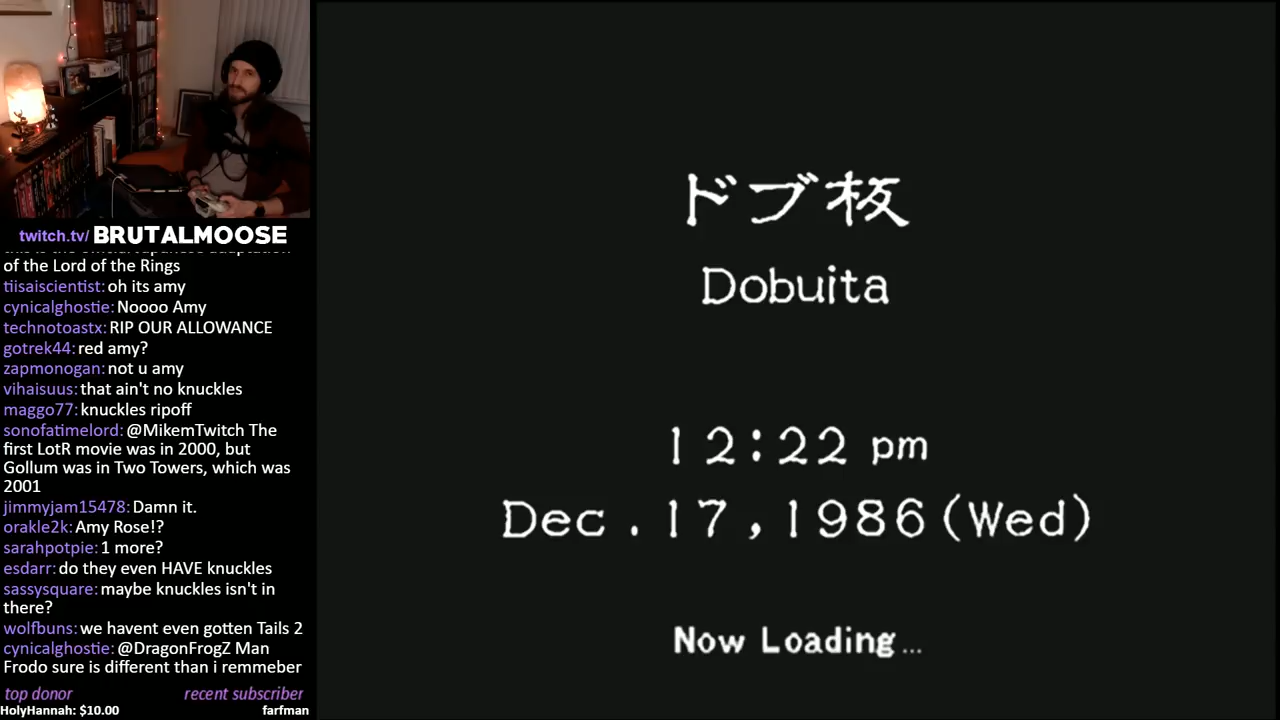 twitch.tv/ BRUTALMOOSE
of the Lord of the Rings
tiisaiscientist: oh its amy
cynicalghostie: Noooo Amy
technotoastx: RIP OUR ALLOWANCE
gotrek44: red amy?
zapmonogan: not u amy
vihaisuus: that ain't no knuckles
maggo77: knuckles ripoff
sonofatimelord: @MikemTwitch The
first LotR movie was in 2000, but
Gollum was in Two Towers, which was
2001
jimmyjam15478: Damn it.
orakle2k: Amy Rose!?
sarahpotpie: 1 more?
esdarr: do they even HAVE knuckles
sassysquare: maybe knuckles isn't in
there?
wolfbuns: we havent even gotten Tails 2
cynicalghostie: @DragonFrogZ Man
Frodo sure is different than i remmeber
top donor recent subscriber
HolyHannah: $10.00 farfman
ドブ板
Dobuita
12:22 pm
Dec.17,1986(Wed)
Now Loading...